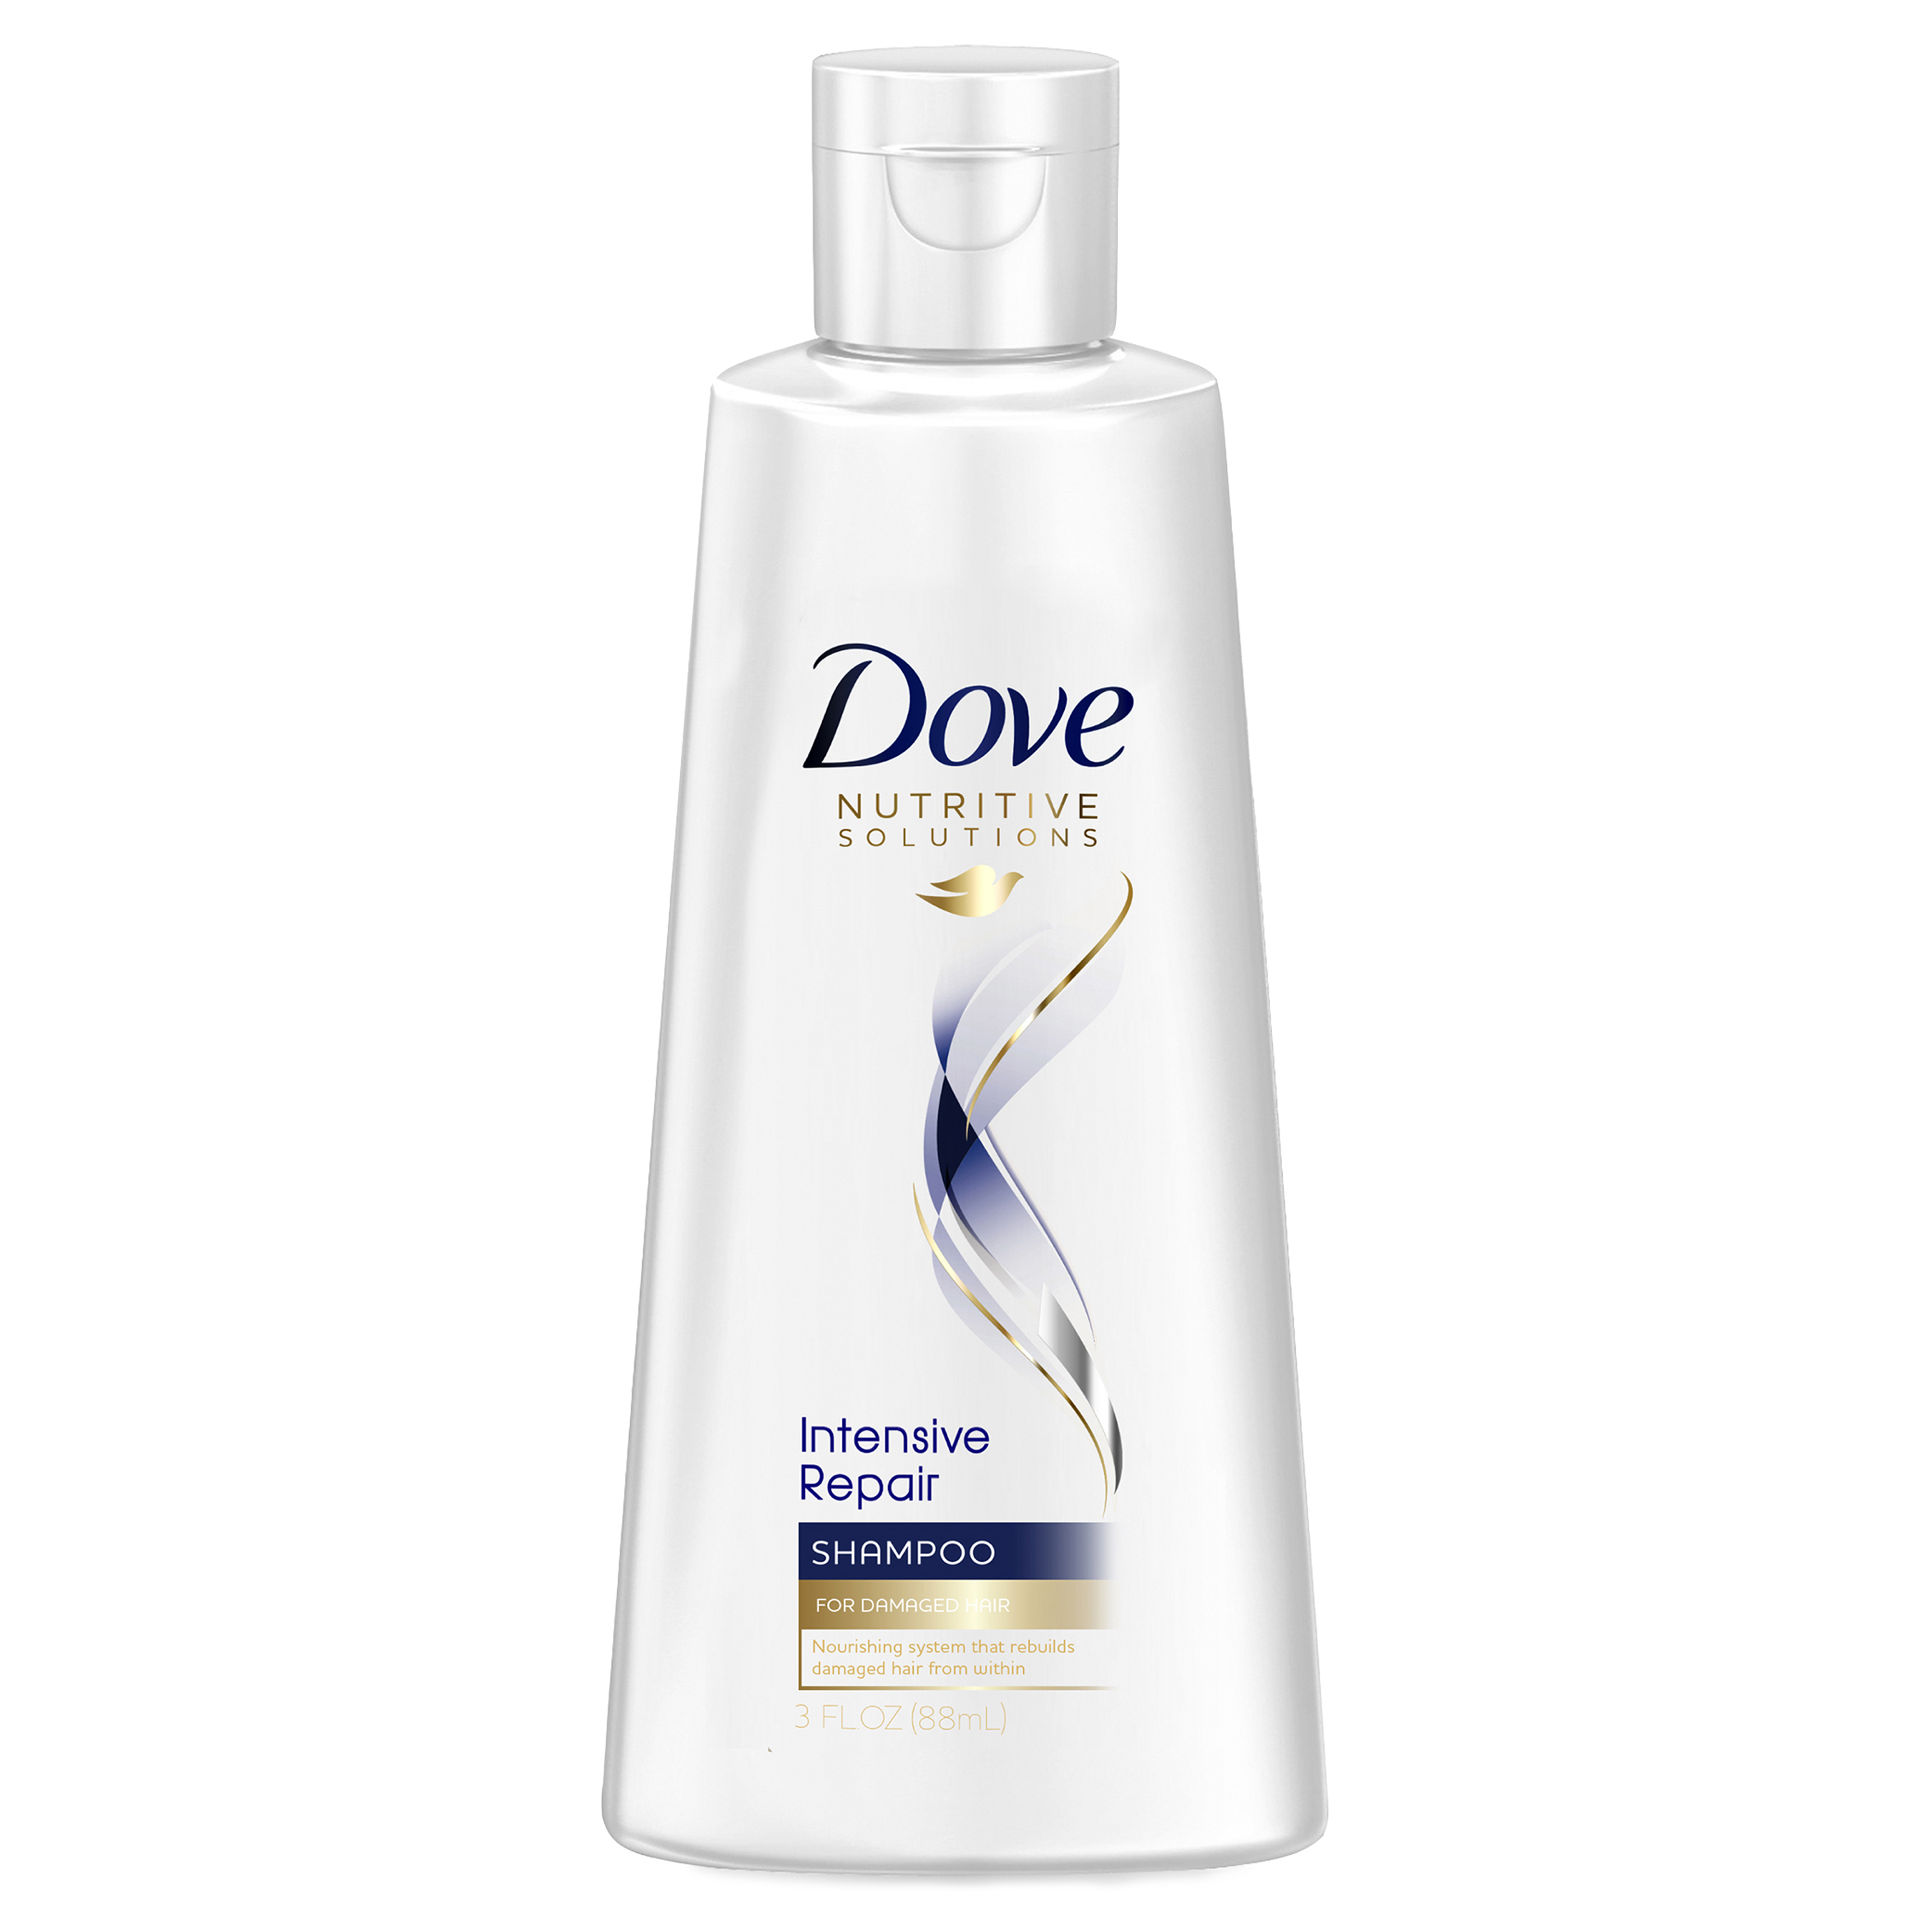 Dove
NUTRITIVE
SOLUTIONS
Intensive
Repair
SHAMPOO
FOR DAMAGED HAIR
Nourishing system that rebuilds
damaged hair from within
3 FL.OZ (88mL)